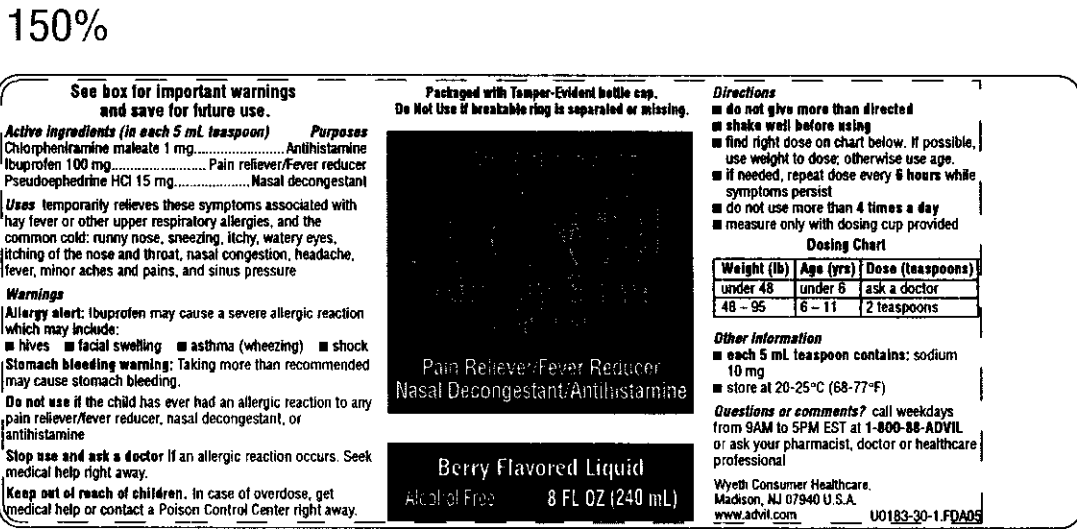 150%
See box for important warnings
and save for future use.
Active ingredients (in each 5 mL teaspoon) Purposes
Chlorpheniramine maleate 1 mg..........................Antihistamine
Ibuprofen 100 mg..........................Pain reliever/Fever reducer
Pseudoephedrine HCl 15 mg.....................Nasal decongestant
Uses temporarily relieves these symptoms associated with
hay fever or other upper respiratory allergies, and the
common cold: runny nose, sneezing, itchy, watery eyes,
itching of the nose and throat, nasal congestion, headache,
fever, minor aches and pains, and sinus pressure
Warnings
Allergy alert: Ibuprofen may cause a severe allergic reaction
which may include:
■ hives ■ facial swelling ■ asthma (wheezing) ■ shock
Stomach bleeding warning: Taking more than recommended
may cause stomach bleeding.
Do not use if the child has ever had an allergic reaction to any
pain reliever/fever reducer, nasal decongestant, or
antihistamine
Stop use and ask a doctor If an allergic reaction occurs. Seek
medical help right away.
Keep out of reach of children. In case of overdose, get
medical help or contact a Poison Control Center right away.
Packaged with Tamper-Evident bottle cap.
Do Not Use if breakable ring is separated or missing.
Pain Reliever/Fever Reducer
Nasal Decongestant/Antihistamine
Berry Flavored Liquid
Alcohol Free 8 FL OZ (240 mL)
Directions
■ do not give more than directed
■ shake well before using
■ find right dose on chart below. If possible,
use weight to dose; otherwise use age.
■ if needed, repeat dose every 6 hours while
symptoms persist
■ do not use more than 4 times a day
■ measure only with dosing cup provided
Dosing Chart
Weight (lb) Age (yrs) Dose (teaspoons)
under 48 under 6 ask a doctor
48 – 95 6 – 11 2 teaspoons
Other information
■ each 5 mL teaspoon contains: sodium
10 mg
■ store at 20-25°C (68-77°F)
Questions or comments? call weekdays
from 9AM to 5PM EST at 1-800-88-ADVIL
or ask your pharmacist, doctor or healthcare
professional
Wyeth Consumer Healthcare,
Madison, NJ 07940 U.S.A.
www.advil.com U0183-30-1.FDA05